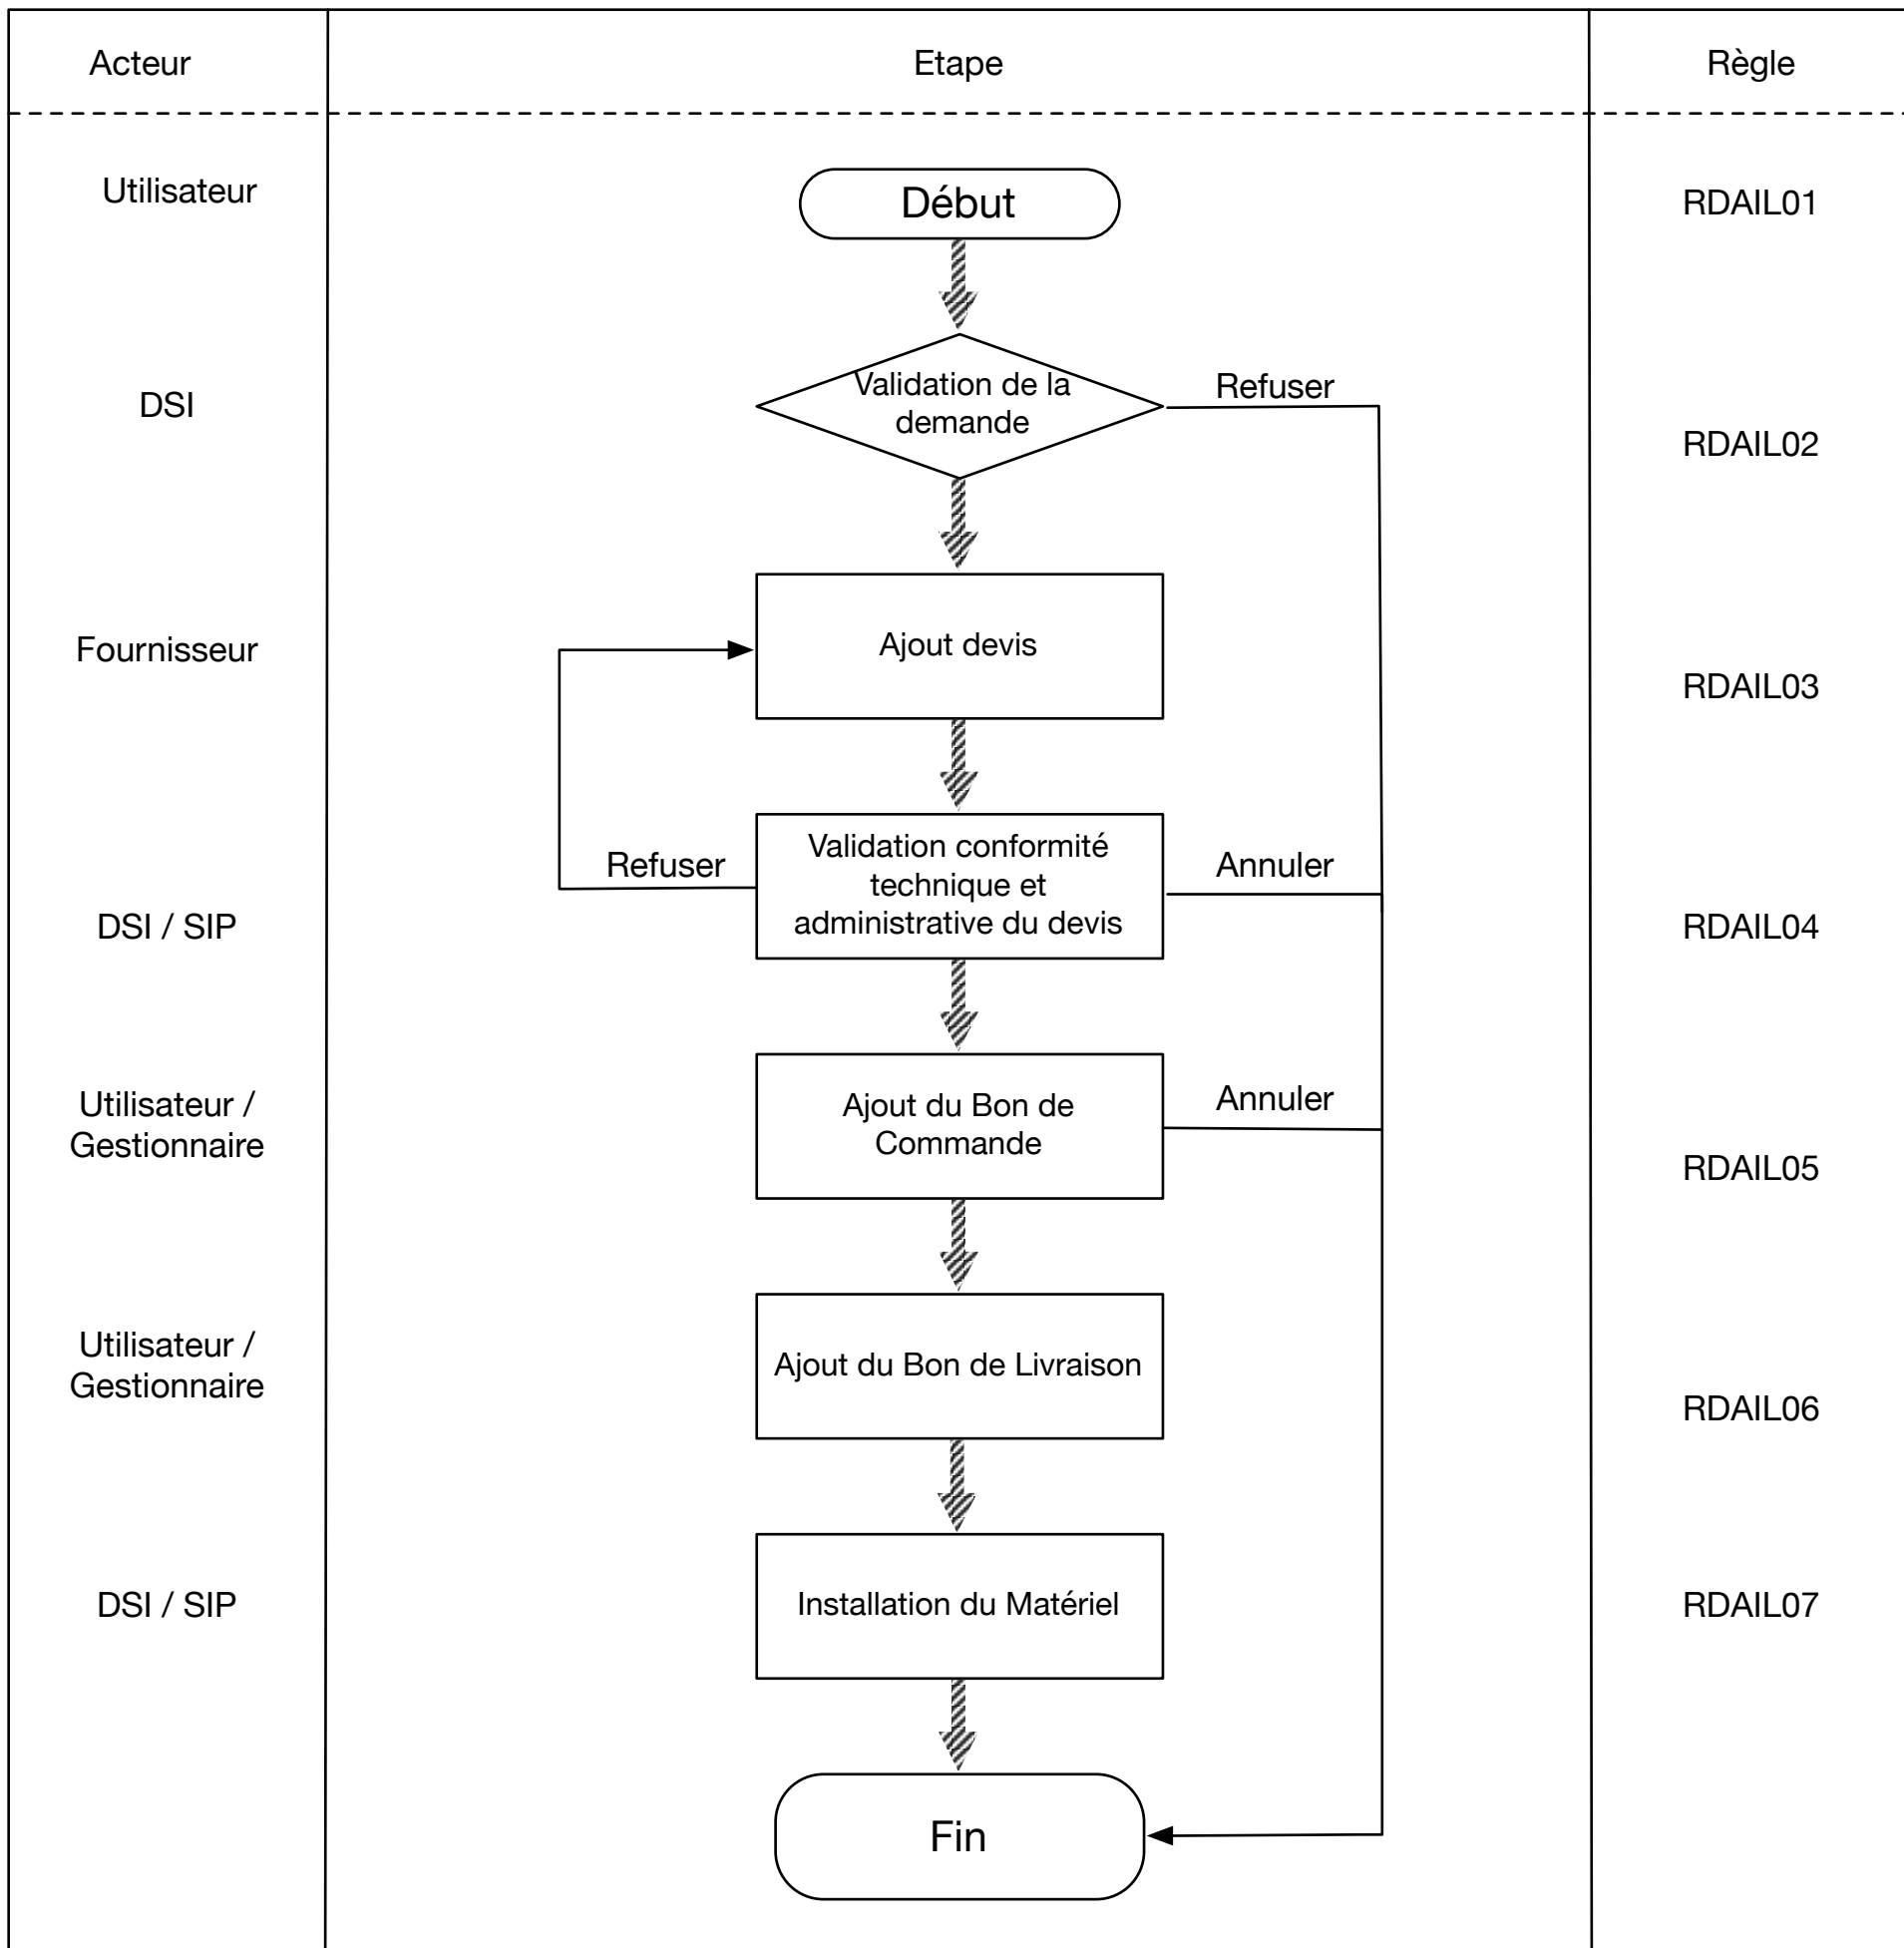 Acteur
Etape
Règle
Utilisateur
Début
RDAIL01
DSI
Validation de la
demande
Refuser
RDAIL02
Fournisseur
Ajout devis
RDAIL03
Refuser
Validation conformité
technique et
administrative du devis
Annuler
DSI / SIP
RDAIL04
Utilisateur /
Gestionnaire
Ajout du Bon de
Commande
Annuler
RDAIL05
Utilisateur /
Gestionnaire
Ajout du Bon de Livraison
RDAIL06
DSI / SIP
Installation du Matériel
RDAIL07
Fin